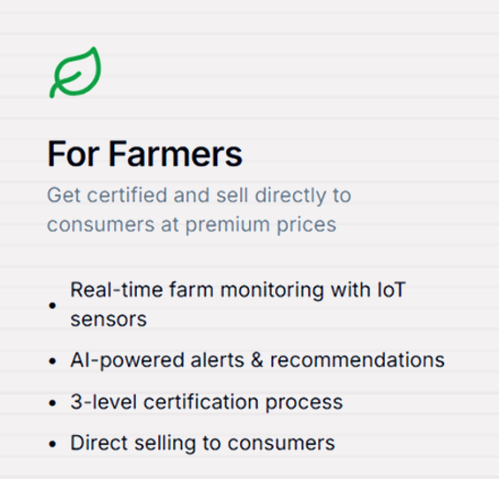 For Farmers
Get certified and sell directly to
consumers at premium prices
• Real-time farm monitoring with IoT
sensors
• AI-powered alerts & recommendations
• 3-level certification process
• Direct selling to consumers